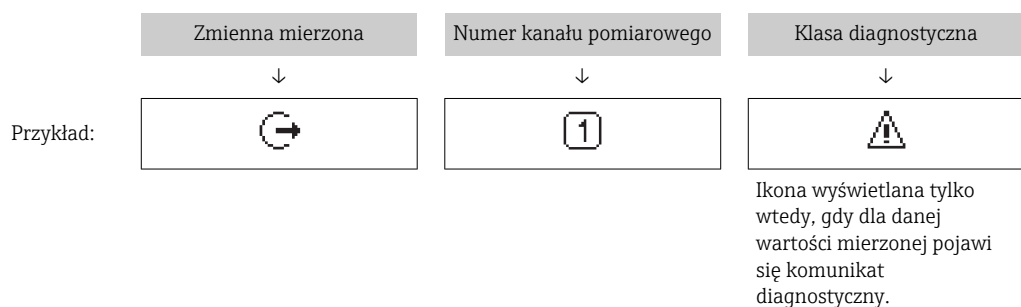 Zmienna mierzona
Numer kanału pomiarowego
Klasa diagnostyczna
↓ ↓ ↓
Przykład:
1
Ikona wyświetlana tylko
wtedy, gdy dla danej
wartości mierzonej pojawi
się komunikat
diagnostyczny.